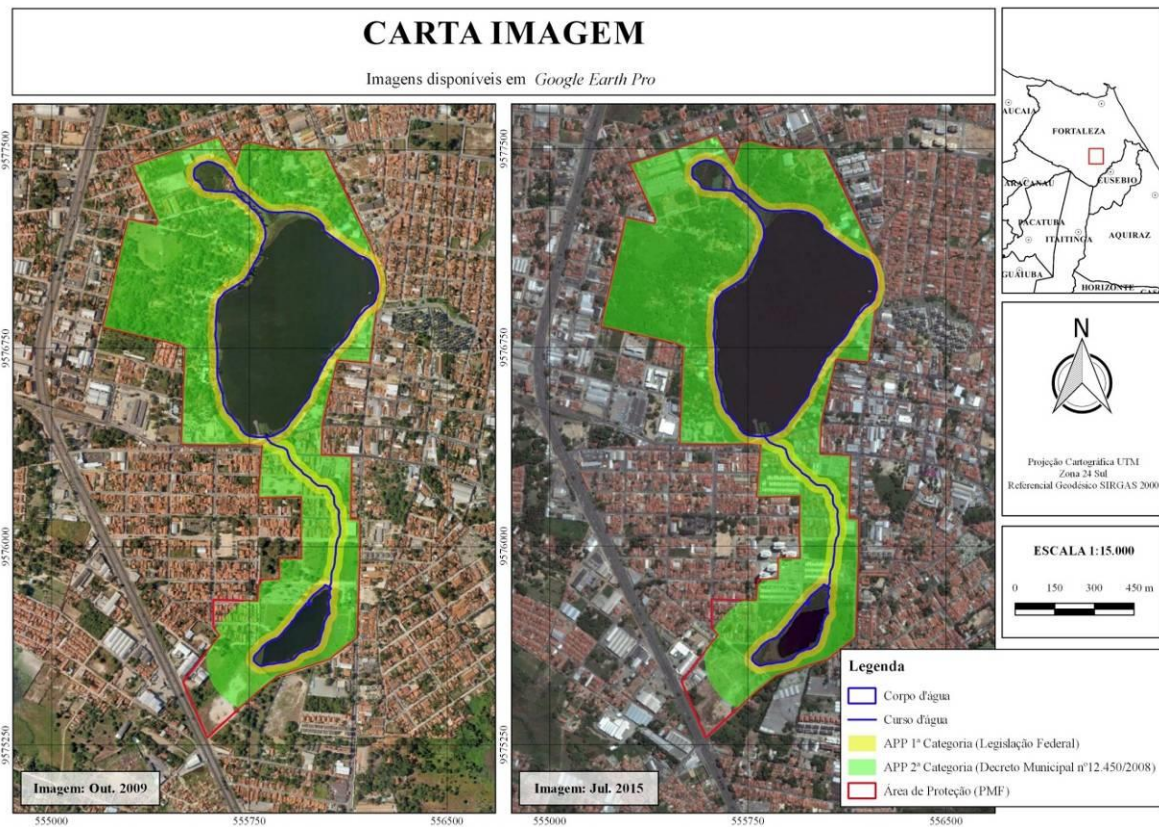 CARTA IMAGEM
Imagens disponíveis em Google Earth Pro
9577500
9576750
9576000
9575250
555000
555750
556500
Imagem: Out. 2009
9577500
9576750
9576000
9575250
555000
555750
556500
Imagem: Jul. 2015
AUCAIA
FORTALEZA
EUSEBIO
ARACANAU
PACATUBA
ITAITINGA
AQUIRAZ
GUAIUBA
HORIZONTE
N
Projeção Cartográfica UTM
Zona 24 Sul
Referencial Geodésico SIRGAS 2000
ESCALA 1:15.000
0 150 300 450 m
Legenda
Corpo d'água
Curso d'água
APP 1ª Categoria (Legislação Federal)
APP 2ª Categoria (Decreto Municipal nº12.450/2008)
Área de Proteção (PMF)